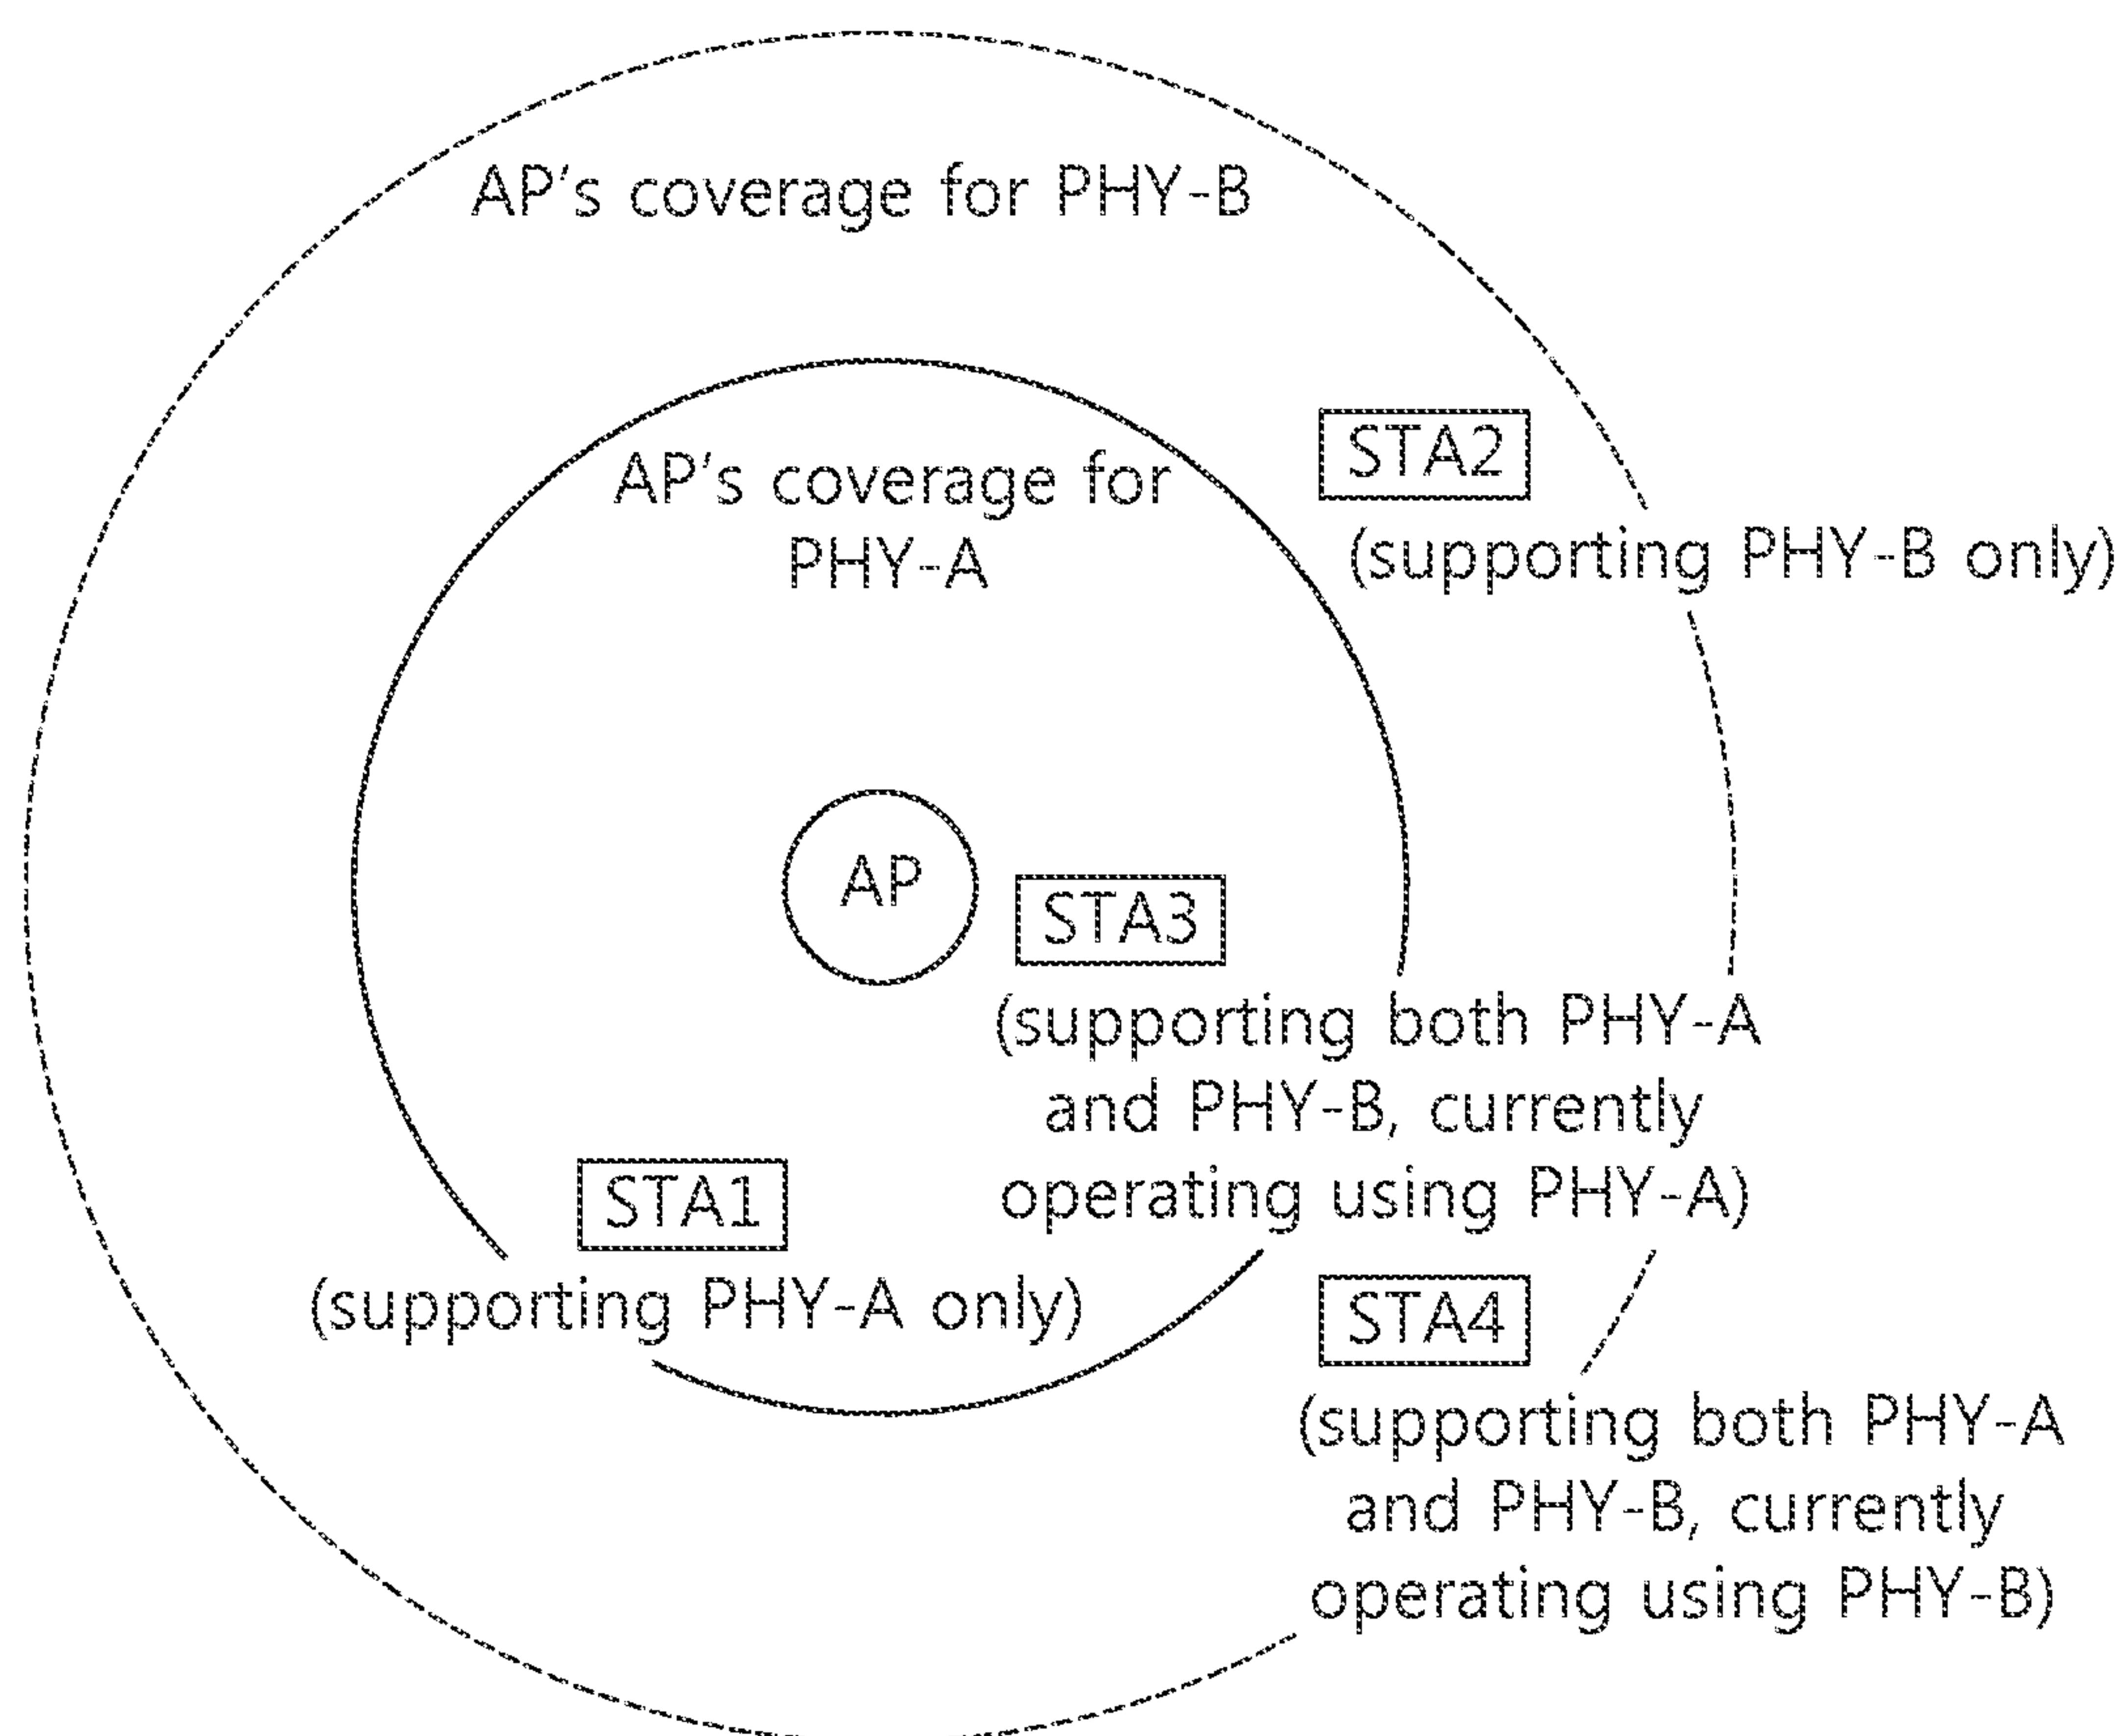 AP's coverage for PHY-B
AP's coverage for
PHY-A
STA2
(supporting PHY-B only)
AP
STA3
(supporting both PHY-A
and PHY-B, currently
operating using PHY-A)
STA1
(supporting PHY-A only)
STA4
(supporting both PHY-A
and PHY-B, currently
operating using PHY-B)